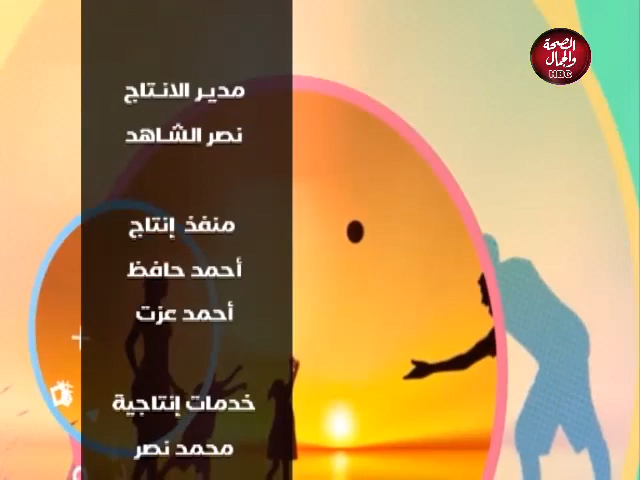 الصحة
والجمال
HBC
مدير الانتاج
نصر الشاهد
منفذ إنتاج
أحمد حافظ
أحمد عزت
خدمات إنتاجية
محمد نصر